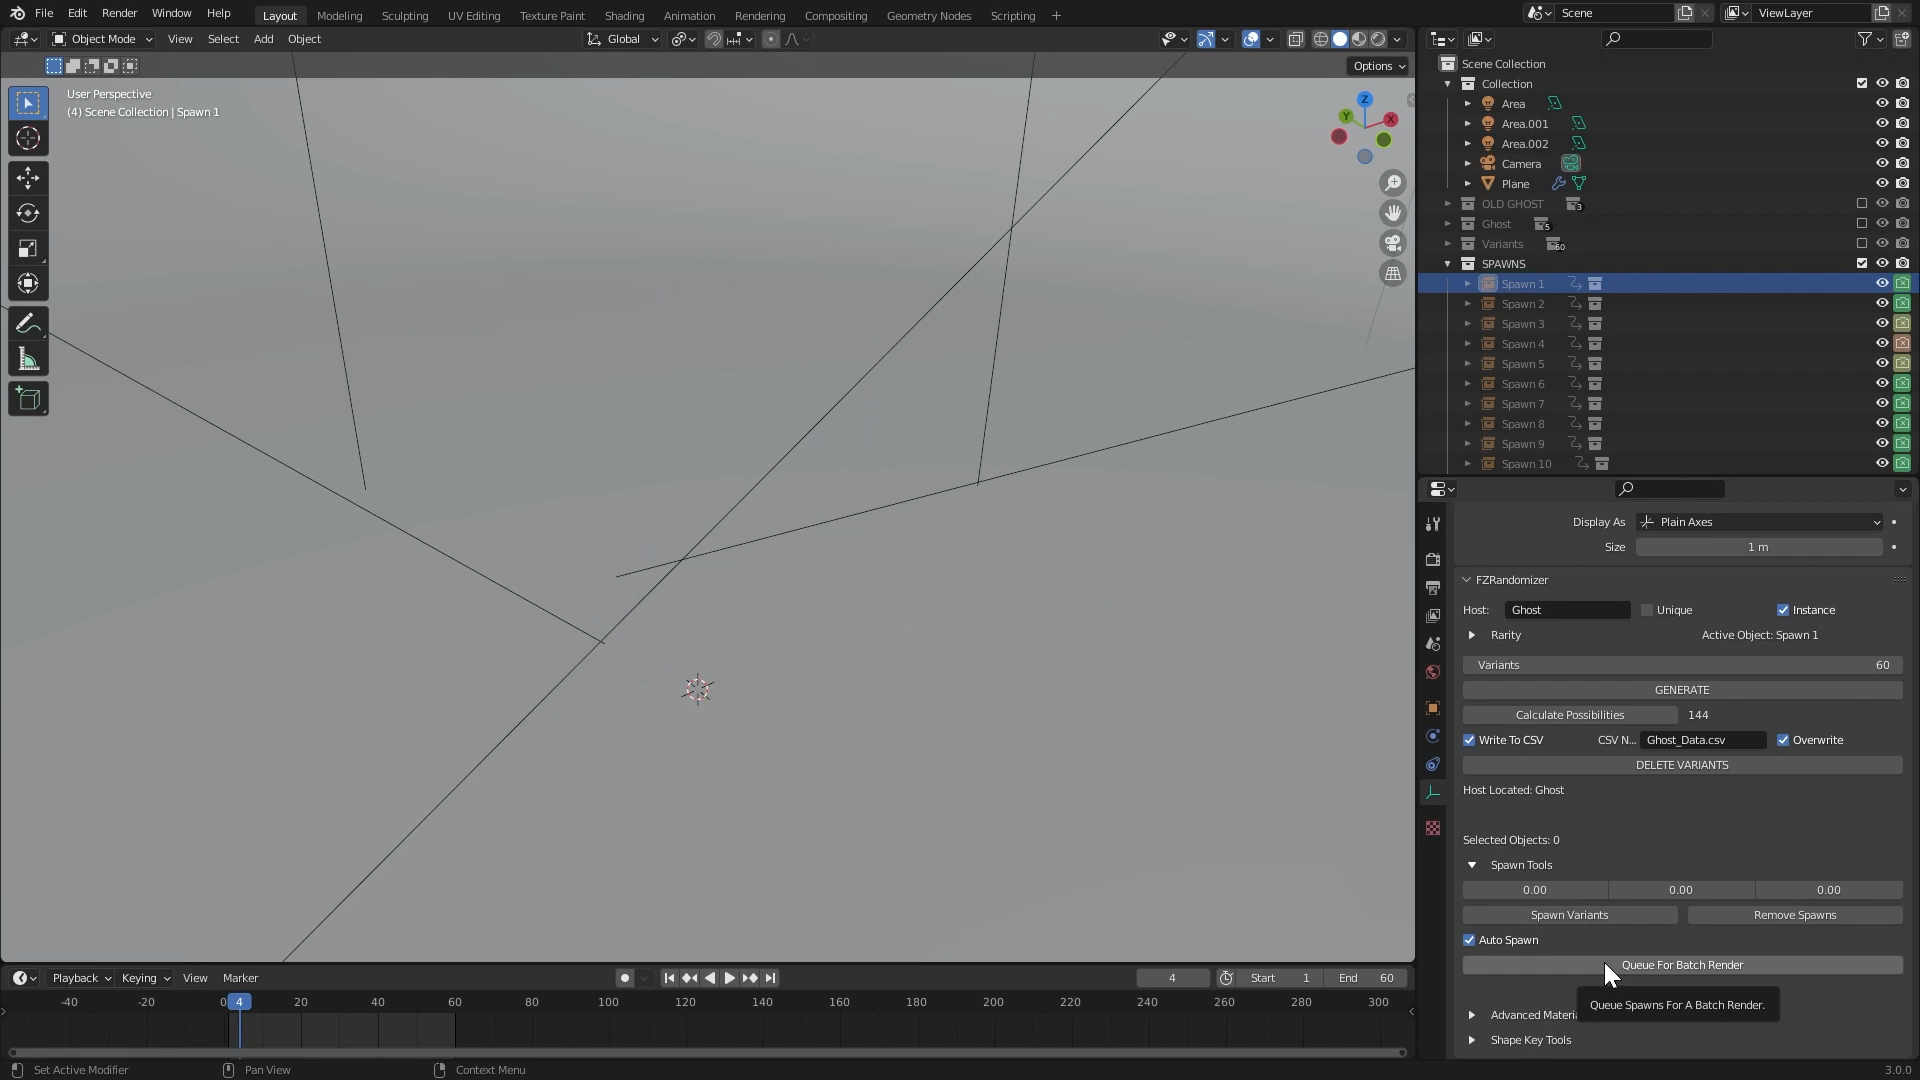 File Edit Render Window Help Layout Modeling Sculpting UV Editing Texture Paint Shading Animation Rendering Compositing Geometry Nodes Scripting + Scene ViewLayer
Object Mode View Select Add Object Global
Options
User Perspective
(4) Scene Collection | Spawn 1
Z
Y
X
Scene Collection
Collection
Area
Area.001
Area.002
Camera
Plane
OLD GHOST 3
Ghost 5
Variants 60
SPAWNS
Spawn 1
Spawn 2
Spawn 3
Spawn 4
Spawn 5
Spawn 6
Spawn 7
Spawn 8
Spawn 9
Spawn 10
Display As Plain Axes
Size 1 m
FZRandomizer
Host: Ghost Unique Instance
Rarity Active Object: Spawn 1
Variants 60
GENERATE
Calculate Possibilities 144
Write To CSV CSV N... Ghost_Data.csv Overwrite
DELETE VARIANTS
Host Located: Ghost
Selected Objects: 0
Spawn Tools
0.00 0.00 0.00
Spawn Variants Remove Spawns
Auto Spawn
Queue For Batch Render
Queue Spawns For A Batch Render.
Advanced Materia
Shape Key Tools
Playback Keying View Marker 4 Start 1 End 60
-40 -20 0 4 20 40 60 80 100 120 140 160 180 200 220 240 260 280 300
Set Active Modifier Pan View Context Menu 3.0.0